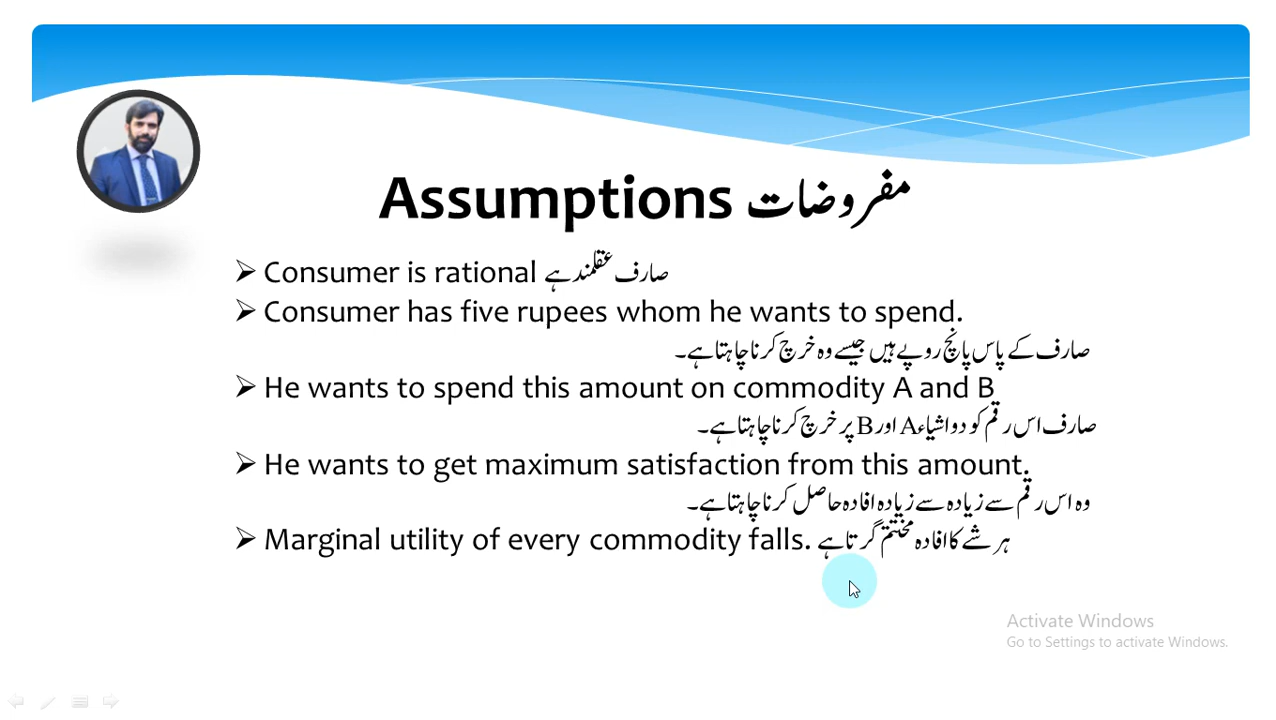 Assumptions مفروضات
Consumer is rational صارف عقلمند ہے
Consumer has five rupees whom he wants to spend.
صارف کے پاس پانچ روپے ہیں جیسے وہ خرچ کرنا چاہتا ہے۔
He wants to spend this amount on commodity A and B
صارف اس رقم کو دو اشیاء A اور B پر خرچ کرنا چاہتا ہے۔
He wants to get maximum satisfaction from this amount.
وہ اس رقم سے زیادہ سے زیادہ افادہ حاصل کرنا چاہتا ہے۔
Marginal utility of every commodity falls. ہر شے کا افادہ مختتم گرتا ہے
Activate Windows
Go to Settings to activate Windows.